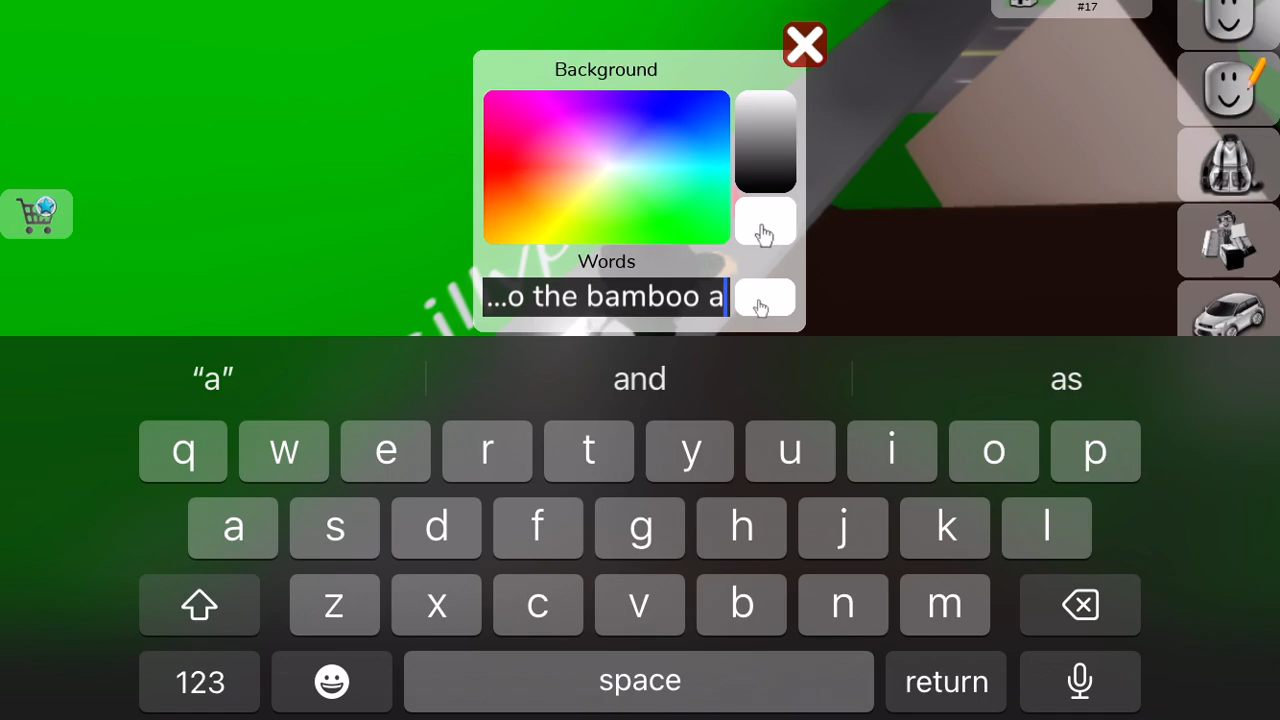 #17
Background
Words
...o the bamboo a
"a" and as
q w e r t y u i o p
a s d f g h j k l
z x c v b n m
123 space return